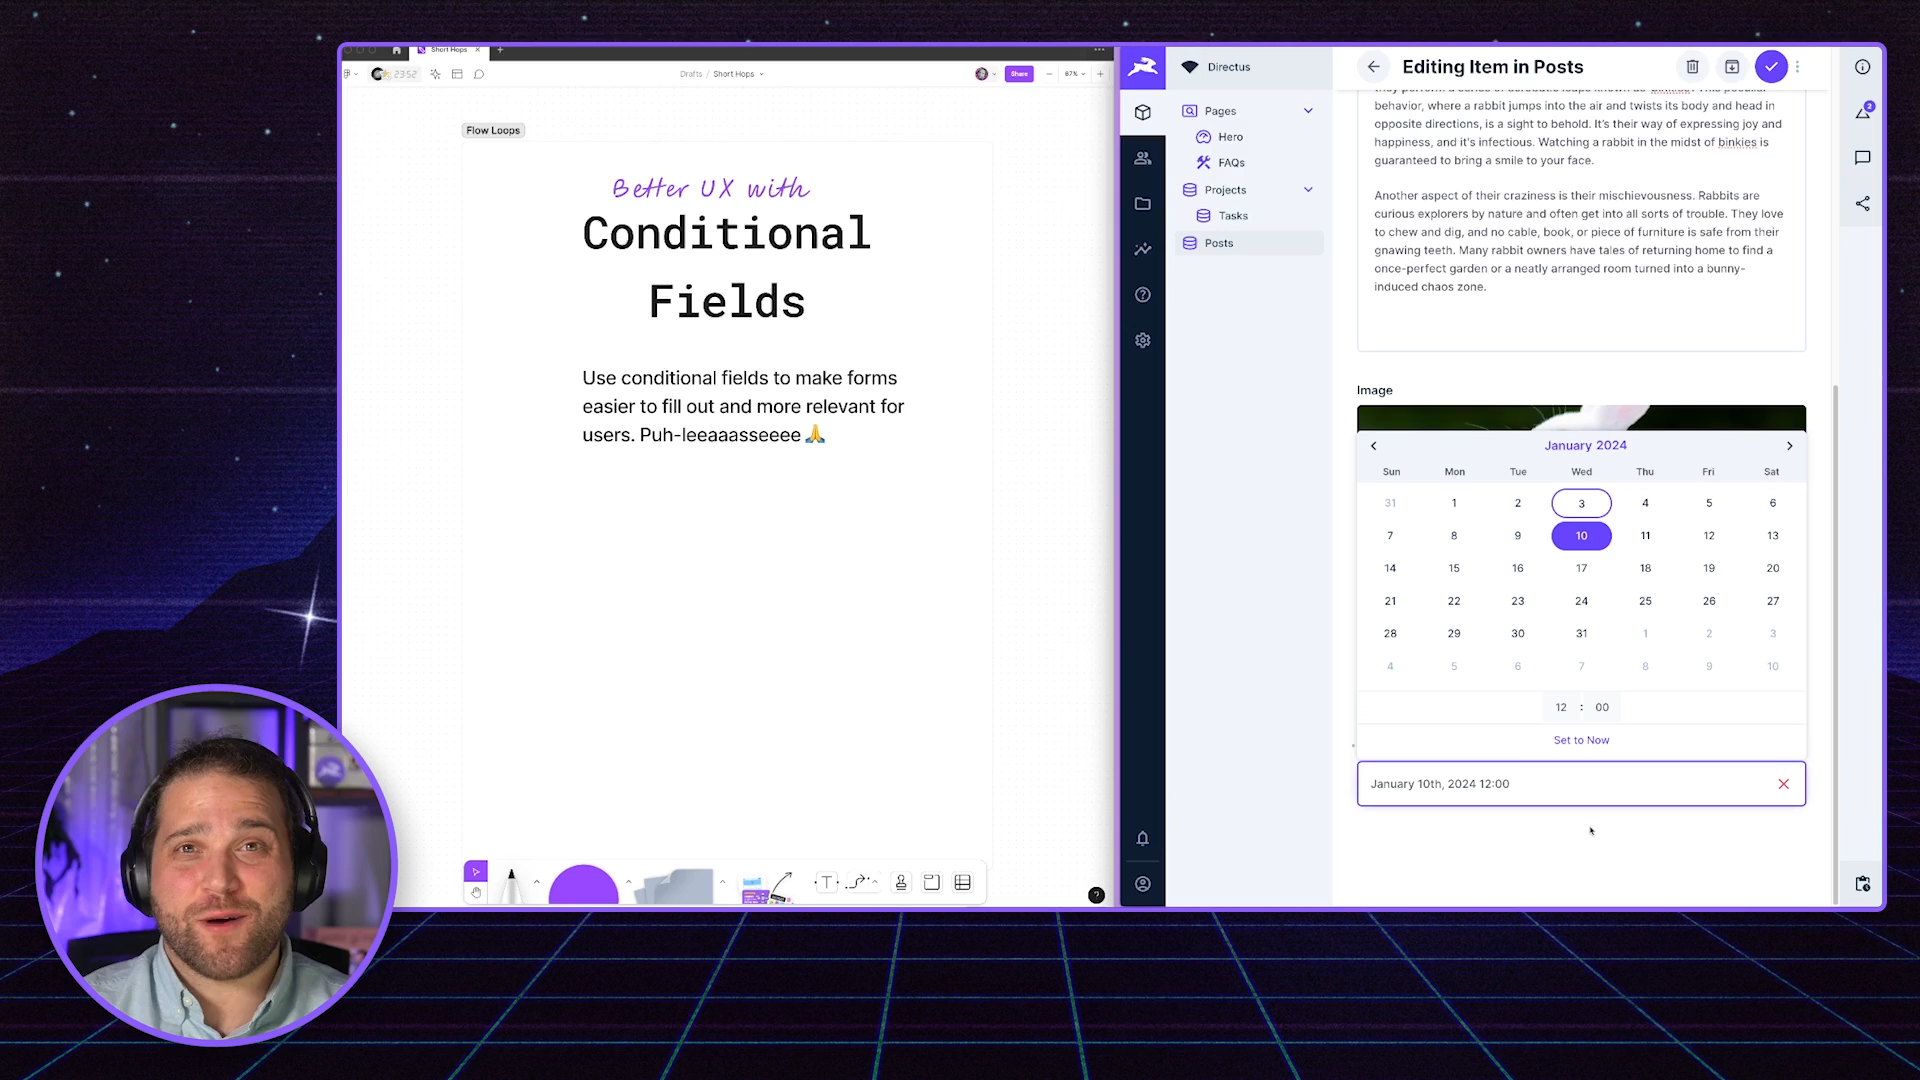 Short Hops
23:52
Drafts / Short Hops
Share
87%
Flow Loops
Better UX with
Conditional
Fields
Use conditional fields to make forms
easier to fill out and more relevant for
users. Puh-leeaaasseeee 🙏
T
?
Directus
Pages
Hero
FAQs
Projects
Tasks
Posts
Editing Item in Posts
2
behavior, where a rabbit jumps into the air and twists its body and head in
opposite directions, is a sight to behold. It's their way of expressing joy and
happiness, and it's infectious. Watching a rabbit in the midst of binkies is
guaranteed to bring a smile to your face.
Another aspect of their craziness is their mischievousness. Rabbits are
curious explorers by nature and often get into all sorts of trouble. They love
to chew and dig, and no cable, book, or piece of furniture is safe from their
gnawing teeth. Many rabbit owners have tales of returning home to find a
once-perfect garden or a neatly arranged room turned into a bunny-
induced chaos zone.
Image
January 2024
Sun Mon Tue Wed Thu Fri Sat
31 1 2 3 4 5 6
7 8 9 10 11 12 13
14 15 16 17 18 19 20
21 22 23 24 25 26 27
28 29 30 31 1 2 3
4 5 6 7 8 9 10
12 : 00
Set to Now
January 10th, 2024 12:00